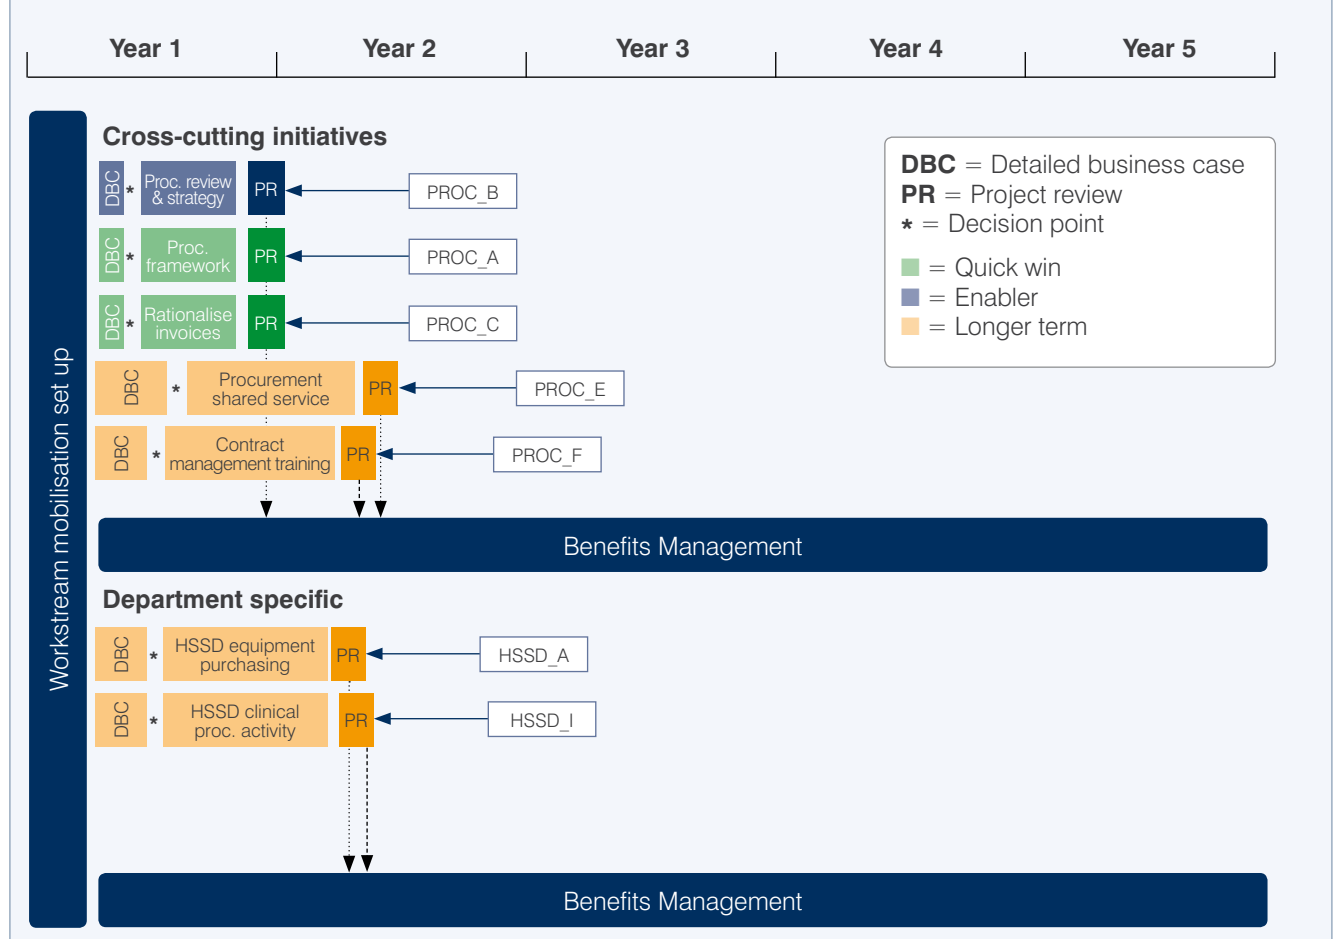 Year 1 Year 2 Year 3 Year 4 Year 5
Workstream mobilisation set up
Cross-cutting initiatives
DBC * Proc. review
& strategy
PR
PROC_B
DBC * Proc.
framework
PR
PROC_A
DBC * Rationalise
invoices
PR
PROC_C
DBC * Procurement
shared service
PR
PROC_E
DBC * Contract
management training
PR
PROC_F
DBC = Detailed business case
PR = Project review
* = Decision point
= Quick win
= Enabler
= Longer term
Benefits Management
Department specific
DBC * HSSD equipment
purchasing
PR
HSSD_A
DBC * HSSD clinical
proc. activity
PR
HSSD_I
Benefits Management